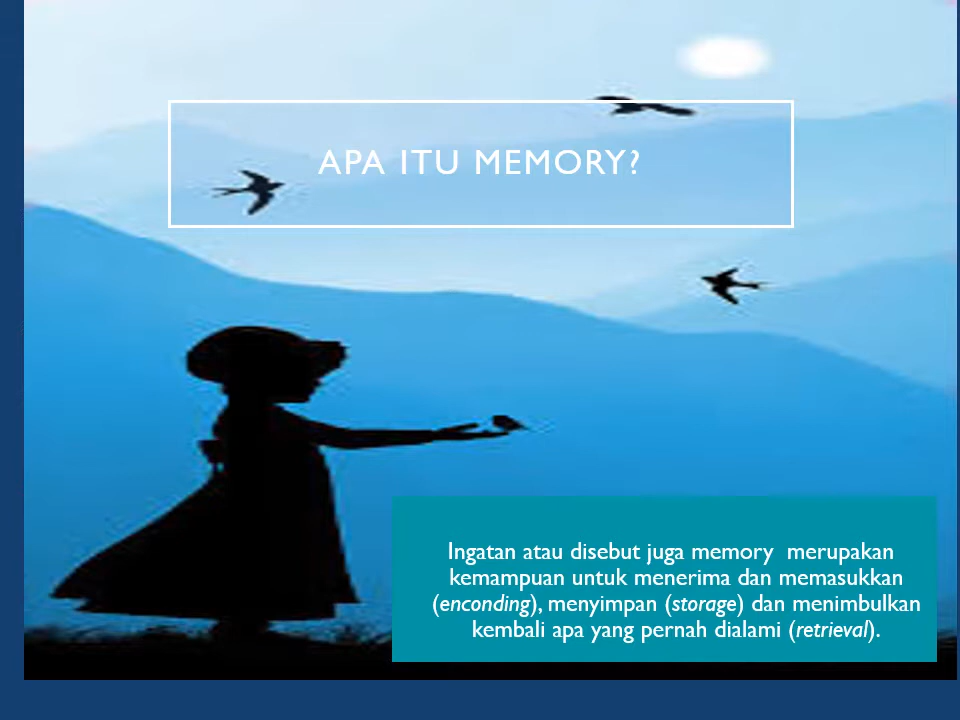 APA ITU MEMORY?
Ingatan atau disebut juga memory  merupakan
kemampuan untuk menerima dan memasukkan
(enconding), menyimpan (storage) dan menimbulkan
kembali apa yang pernah dialami (retrieval).